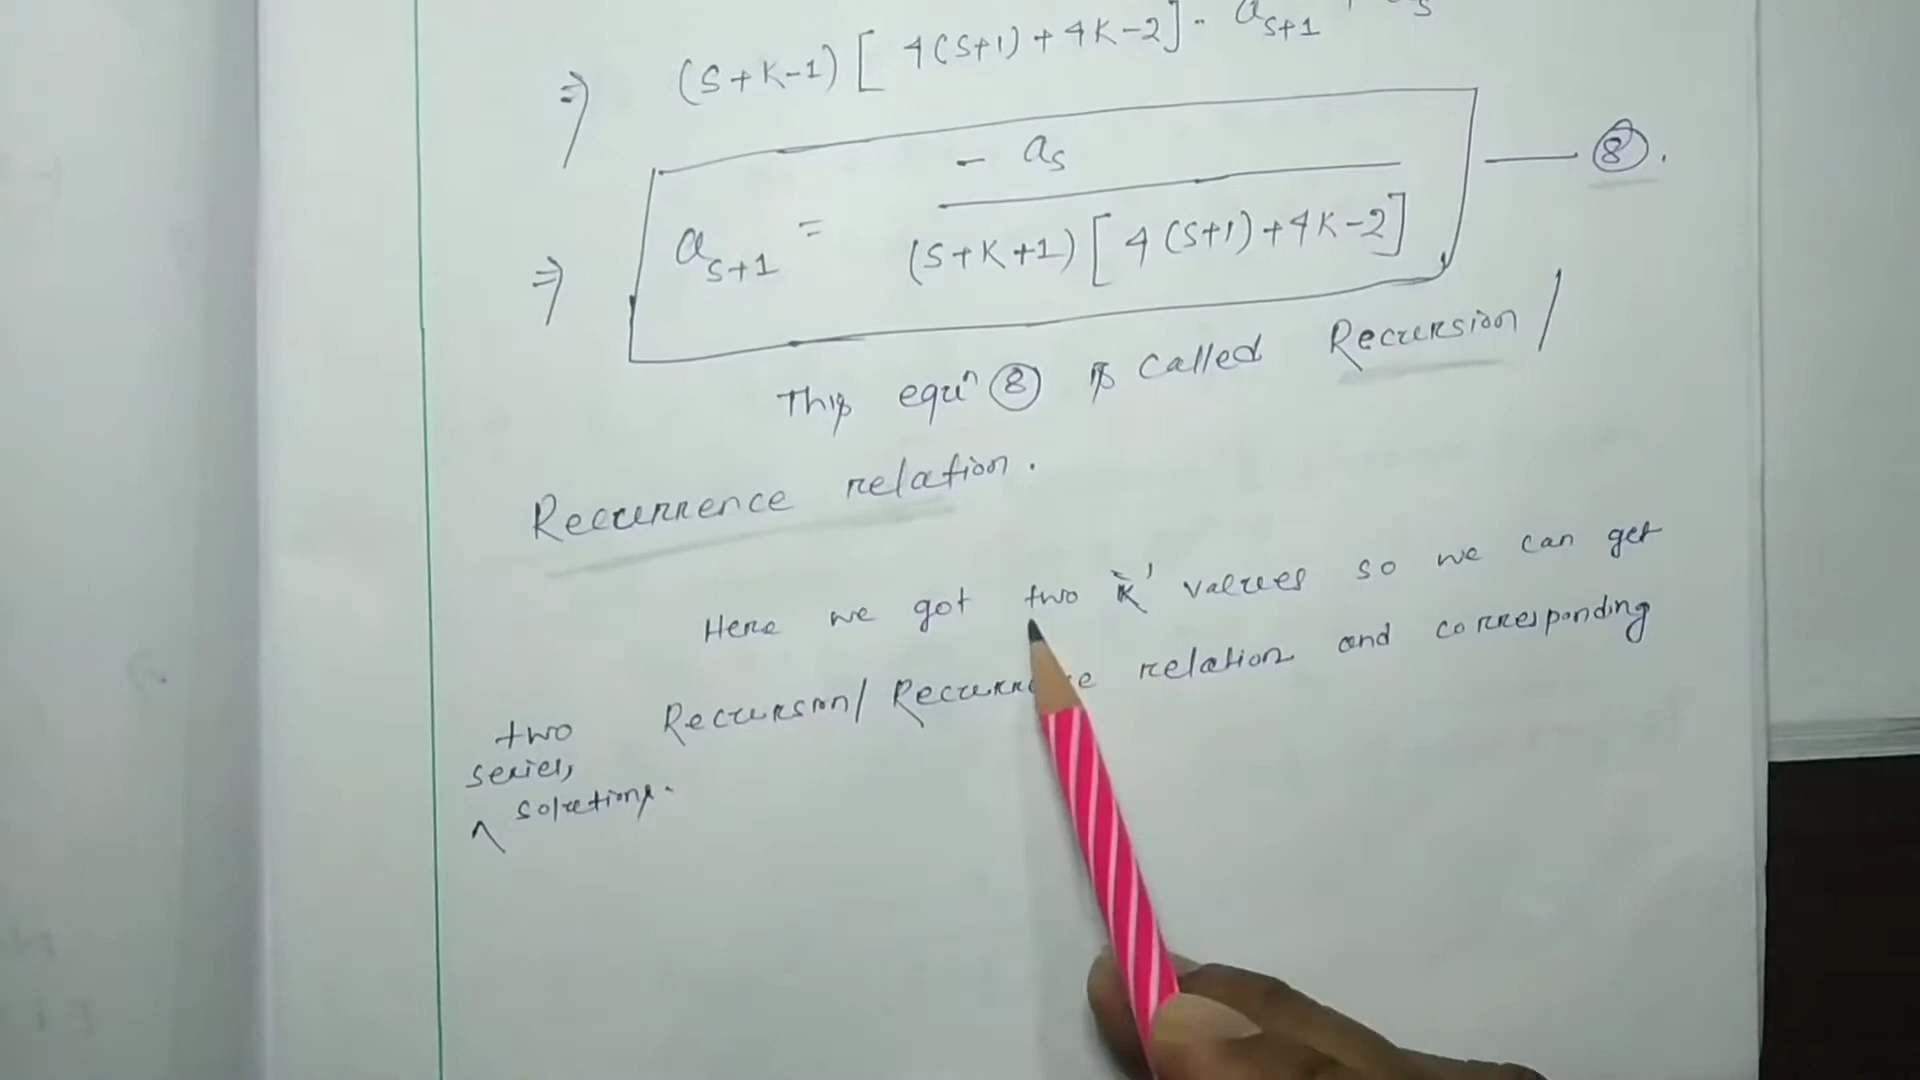 ⇒ (S+K-1) [ 4(S+1) + 4K-2] · a_{S+1}
⇒ a_{S+1} = - a_S / (S+K+1) [ 4(S+1) + 4K-2] — ⑧.
This equⁿ ⑧ is called Recursion /
Recurrence relation.
Here we got two 'K' values so we can get
two Recursion/ Recurrence relation and corresponding
series,
^ solutions.